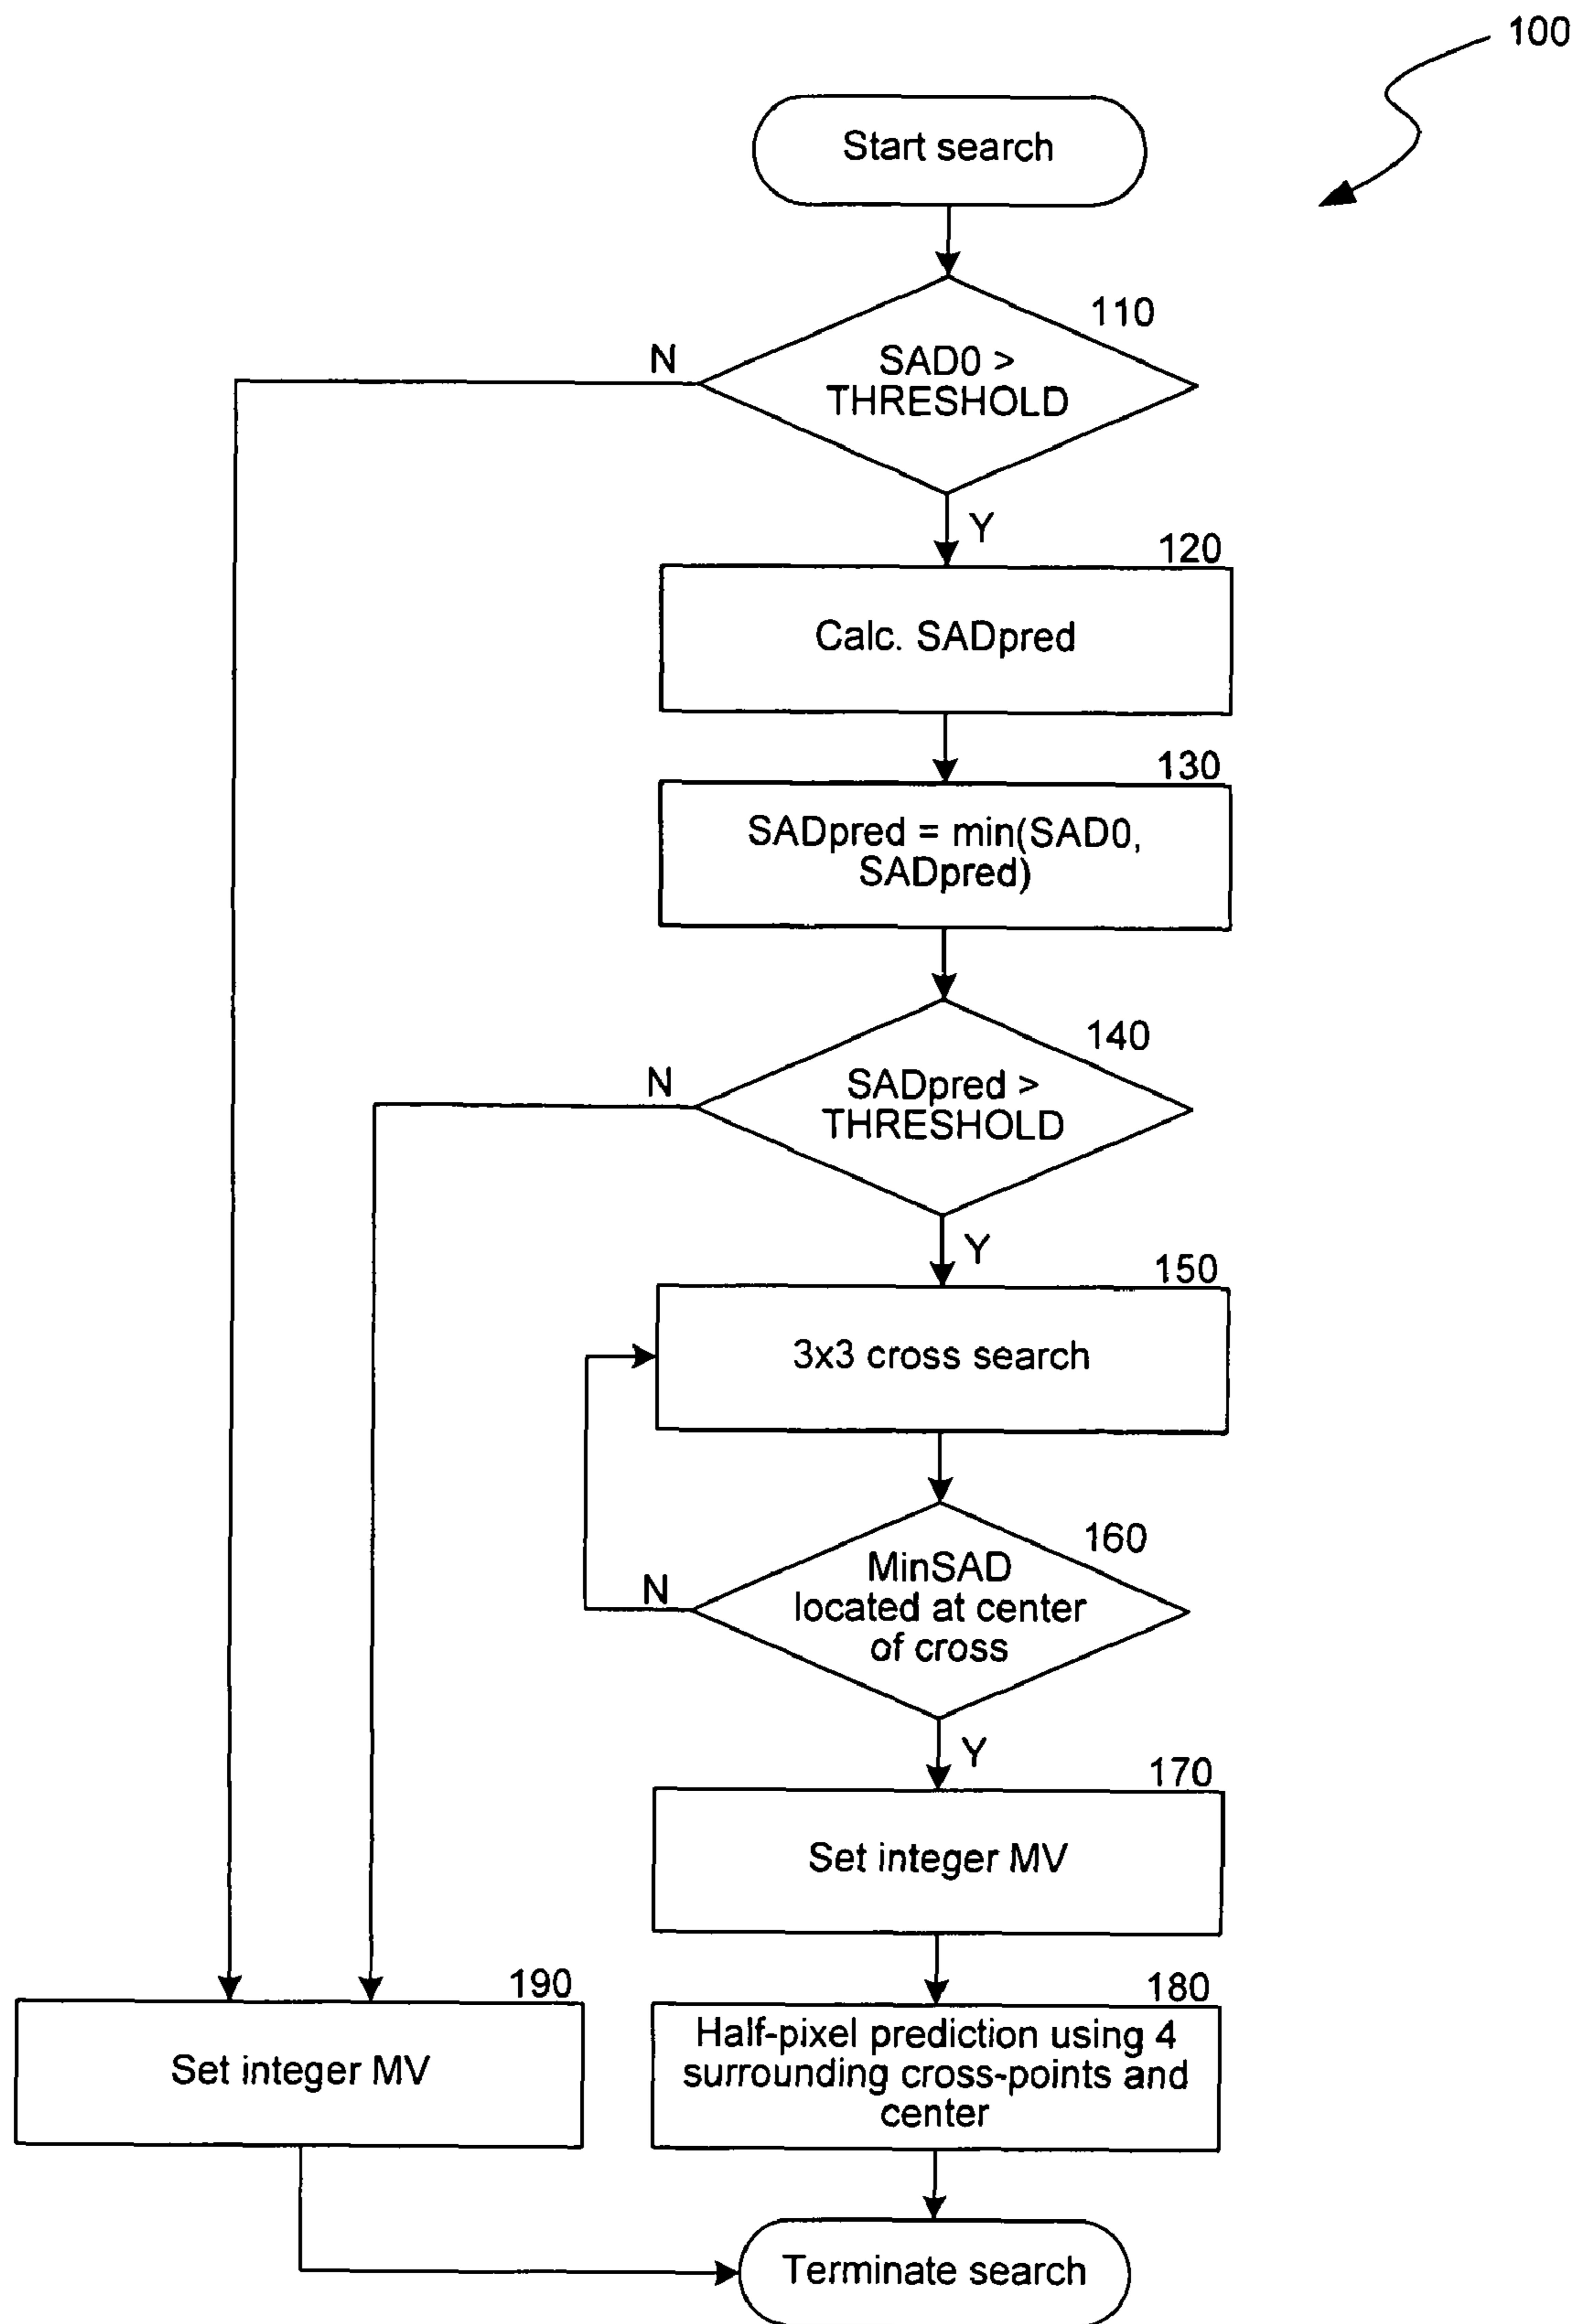 100
Start search
110
SAD0 >
THRESHOLD
N
Y
120
Calc. SADpred
130
SADpred = min(SAD0,
SADpred)
140
SADpred >
THRESHOLD
N
Y
150
3x3 cross search
160
MinSAD
located at center
of cross
N
Y
170
Set integer MV
190
Set integer MV
180
Half-pixel prediction using 4
surrounding cross-points and
center
Terminate search